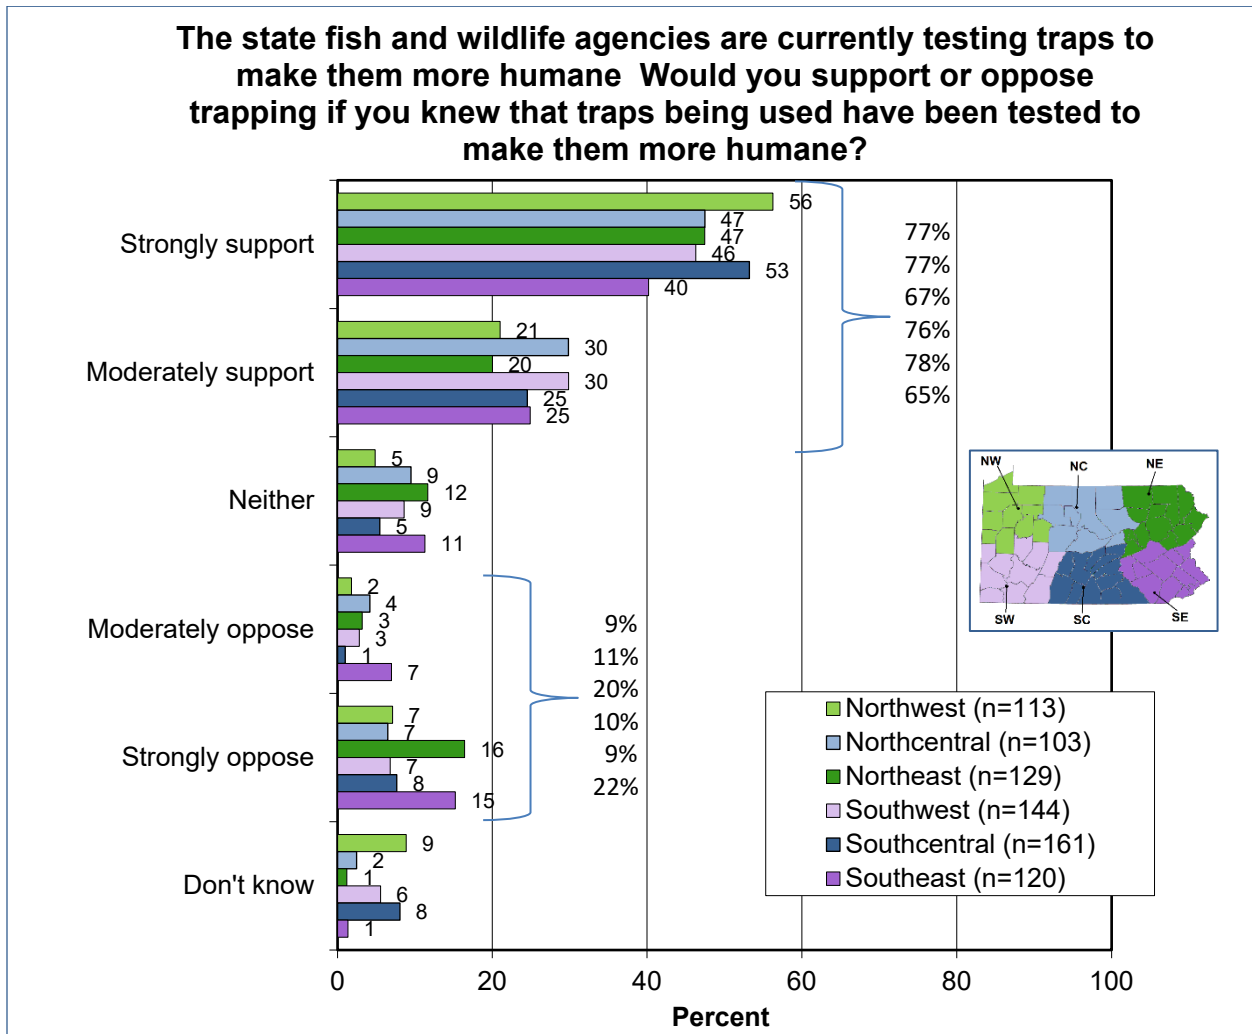 The state fish and wildlife agencies are currently testing traps to
make them more humane  Would you support or oppose
trapping if you knew that traps being used have been tested to
make them more humane?
Strongly support
56
47
47
46
53
40
77%
77%
67%
76%
78%
65%
Moderately support
21
30
20
30
25
25
Neither
5
9
12
9
5
11
NW
NC
NE
SW
SC
SE
Moderately oppose
2
4
3
3
1
7
9%
11%
20%
10%
9%
22%
Strongly oppose
7
7
16
7
8
15
Don't know
9
2
1
6
8
1
Northwest (n=113)
Northcentral (n=103)
Northeast (n=129)
Southwest (n=144)
Southcentral (n=161)
Southeast (n=120)
0 20 40 60 80 100
Percent